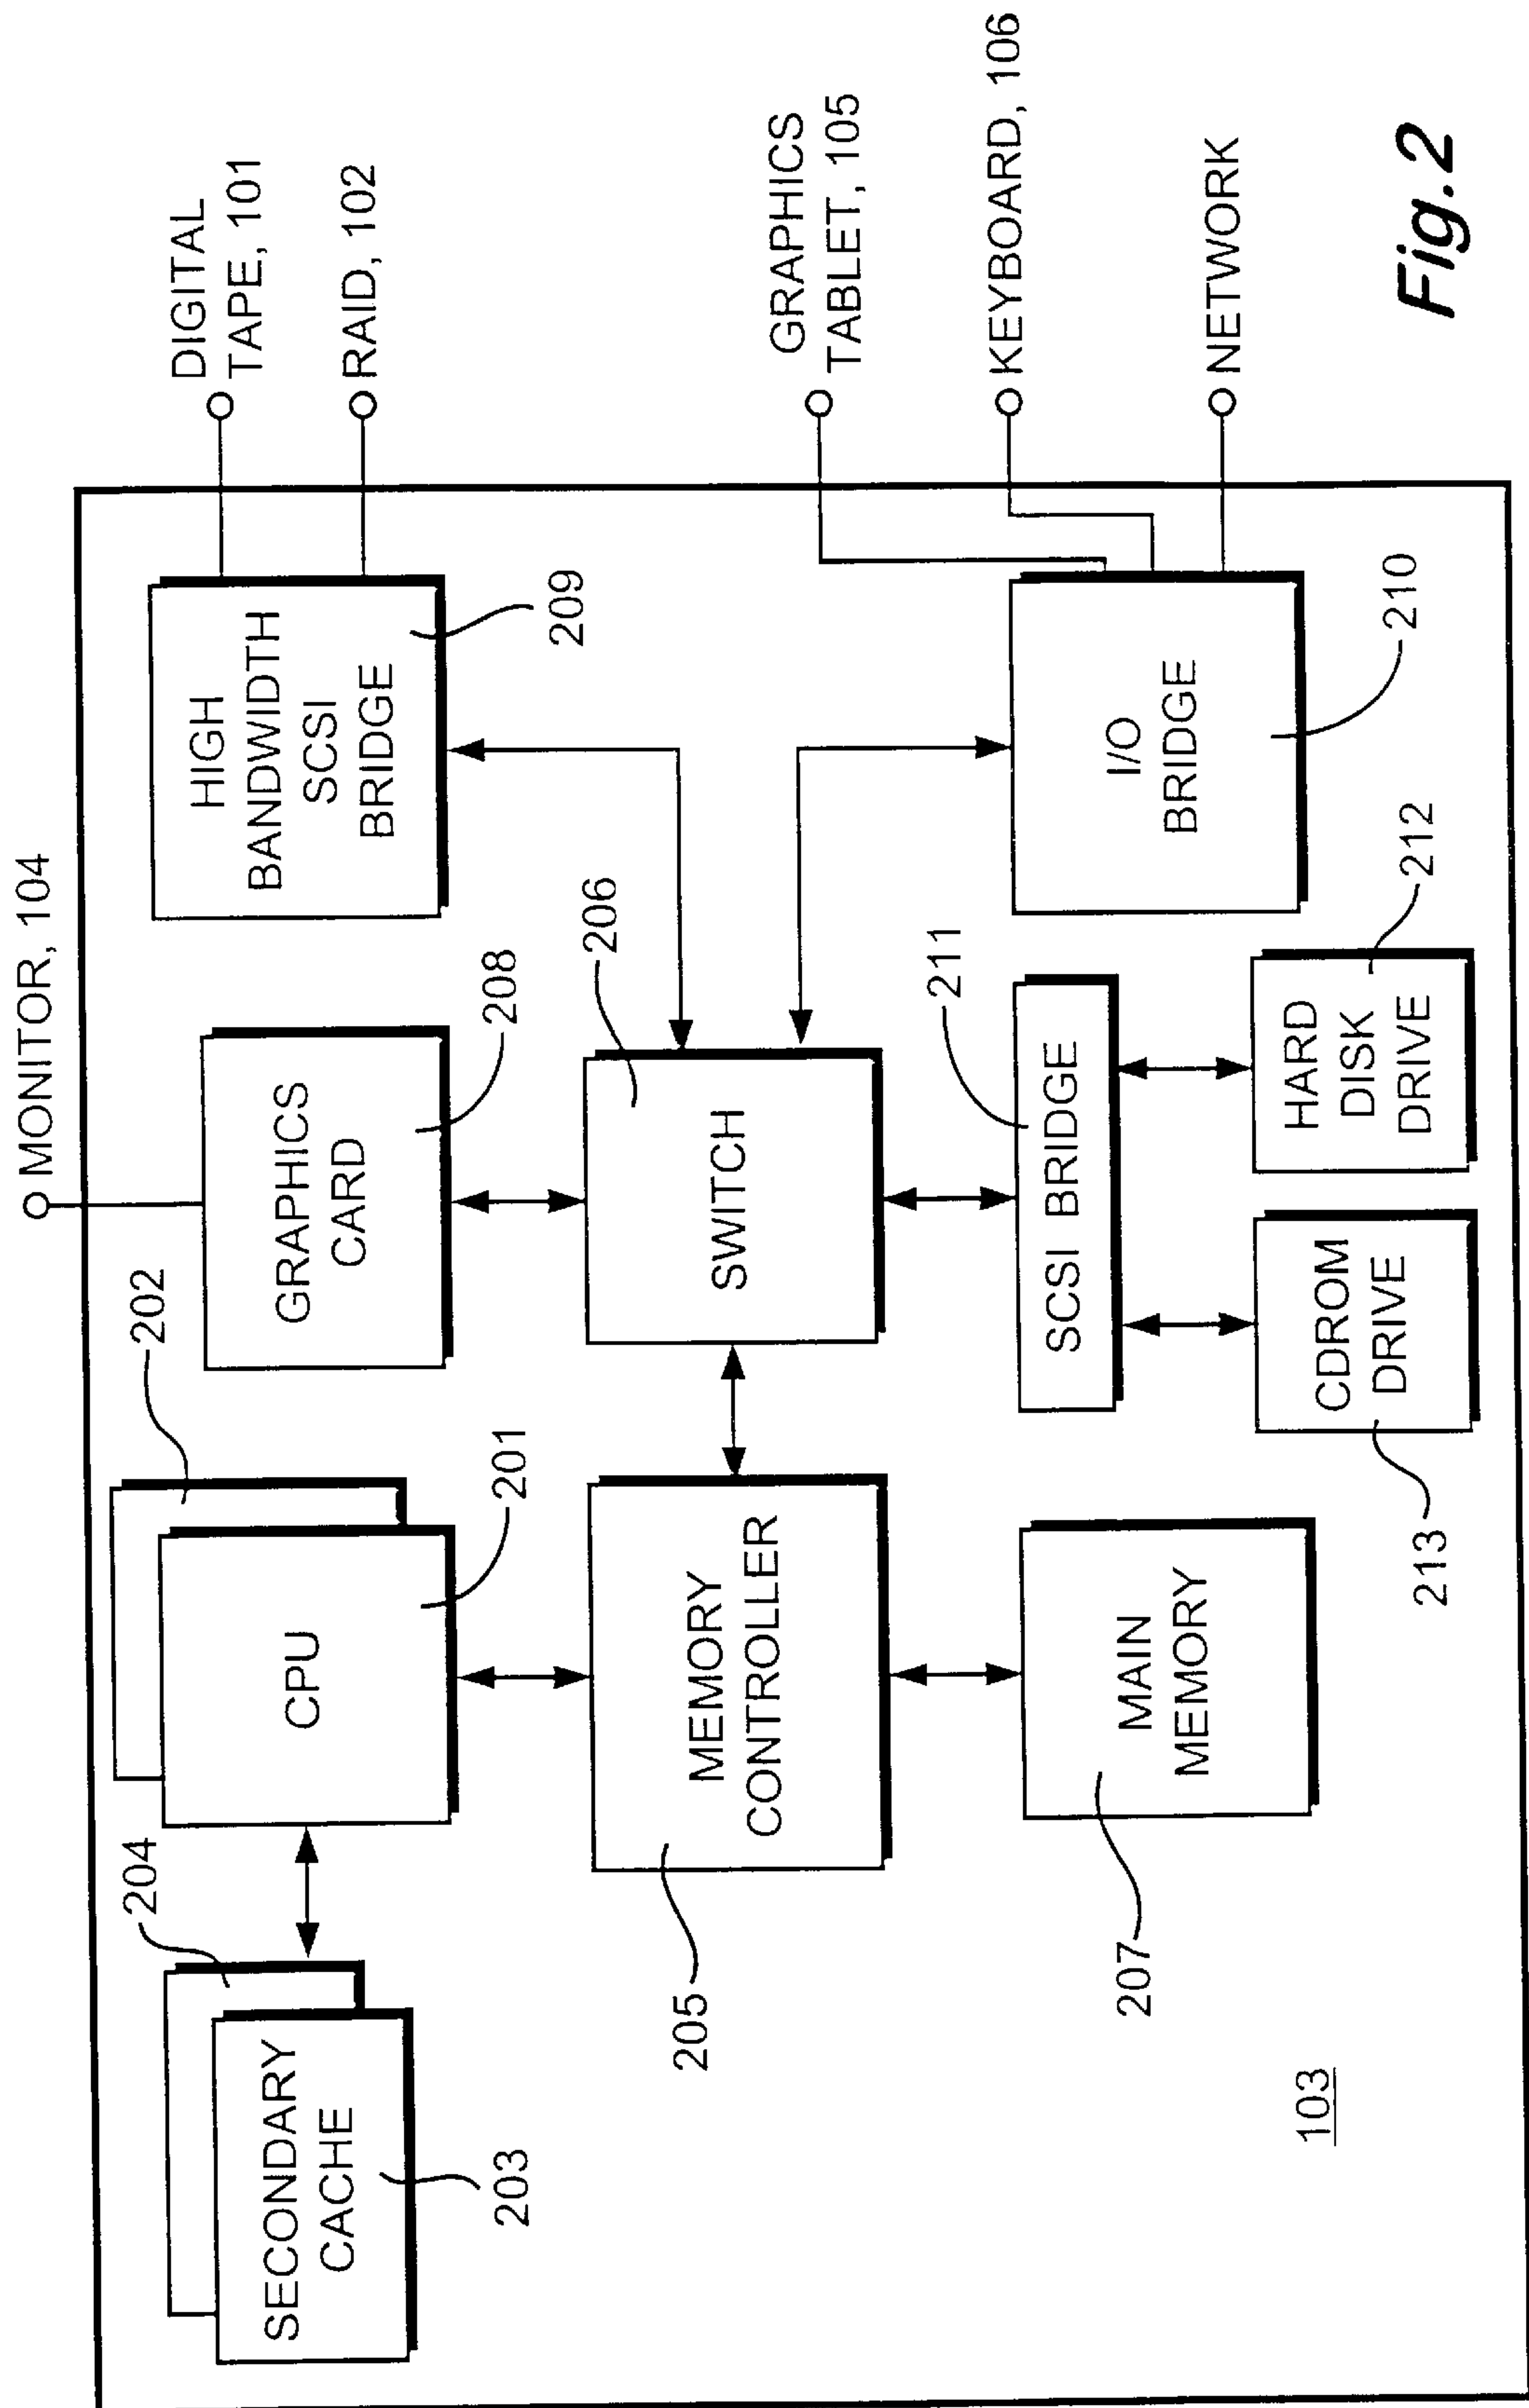 MONITOR, 104
DIGITAL
TAPE, 101
RAID, 102
204
202
SECONDARY
CACHE
203
CPU
201
GRAPHICS
CARD
208
HIGH
BANDWIDTH
SCSI
BRIDGE
209
206
MEMORY
CONTROLLER
205
SWITCH
GRAPHICS
TABLET, 105
KEYBOARD, 106
NETWORK
211
MAIN
MEMORY
207
SCSI BRIDGE
I/O
BRIDGE
210
CDROM
DRIVE
213
HARD
DISK
DRIVE
212
103
Fig.2